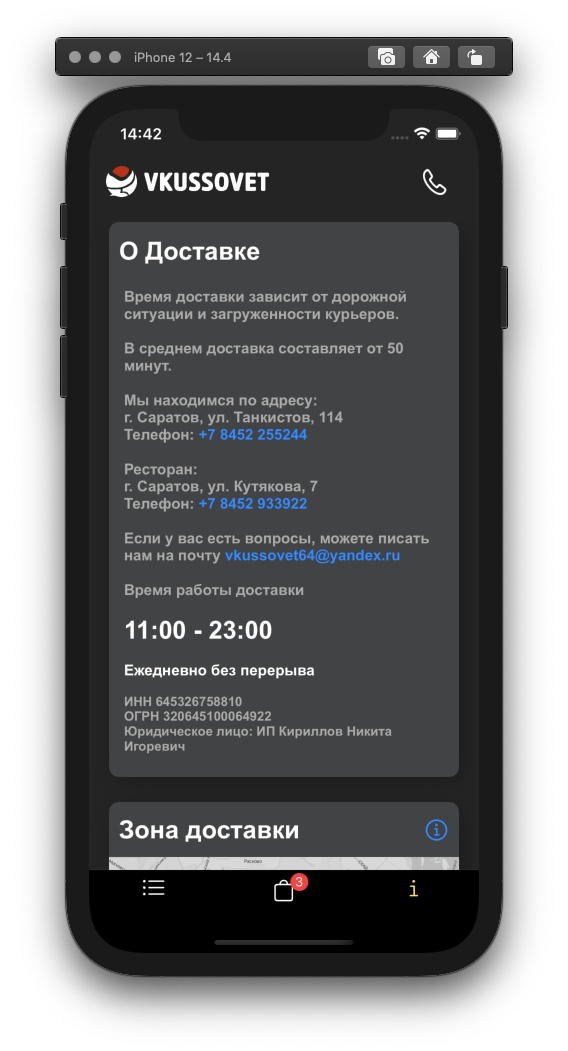 iPhone 12 – 14.4
14:42
VKUSSOVET
О Доставке
Время доставки зависит от дорожной
ситуации и загруженности курьеров.
В среднем доставка составляет от 50
минут.
Мы находимся по адресу:
г. Саратов, ул. Танкистов, 114
Телефон: +7 8452 255244
Ресторан:
г. Саратов, ул. Кутякова, 7
Телефон: +7 8452 933922
Если у вас есть вопросы, можете писать
нам на почту vkussovet64@yandex.ru
Время работы доставки
11:00 - 23:00
Ежедневно без перерыва
ИНН 645326758810
ОГРН 320645100064922
Юридическое лицо: ИП Кириллов Никита
Игоревич
Зона доставки
3